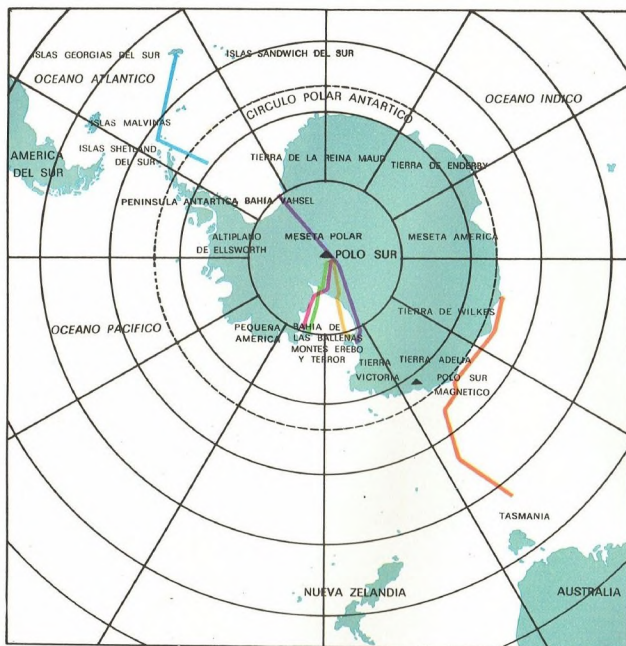 ISLAS GEORGIAS DEL SUR
ISLAS SANDWICH DEL SUR
OCEANO ATLANTICO
OCEANO INDICO
CIRCULO POLAR ANTARTICO
ISLAS MALVINAS
AMERICA
DEL SUR
ISLAS SHETLAND
DEL SUR
TIERRA DE LA REINA MAUD
TIERRA DE ENDERBY
PENINSULA ANTARTICA
BAHIA VAHSEL
ALTIPLANO
DE ELLSWORTH
MESETA POLAR
MESETA AMERICA
POLO SUR
OCEANO PACIFICO
PEQUEÑA
AMERICA
BAHIA DE
LAS BALLENAS
MONTES EREBO
Y TERROR
TIERRA DE WILKES
TIERRA
VICTORIA
TIERRA ADELIA
POLO SUR
MAGNETICO
TASMANIA
NUEVA ZELANDIA
AUSTRALIA